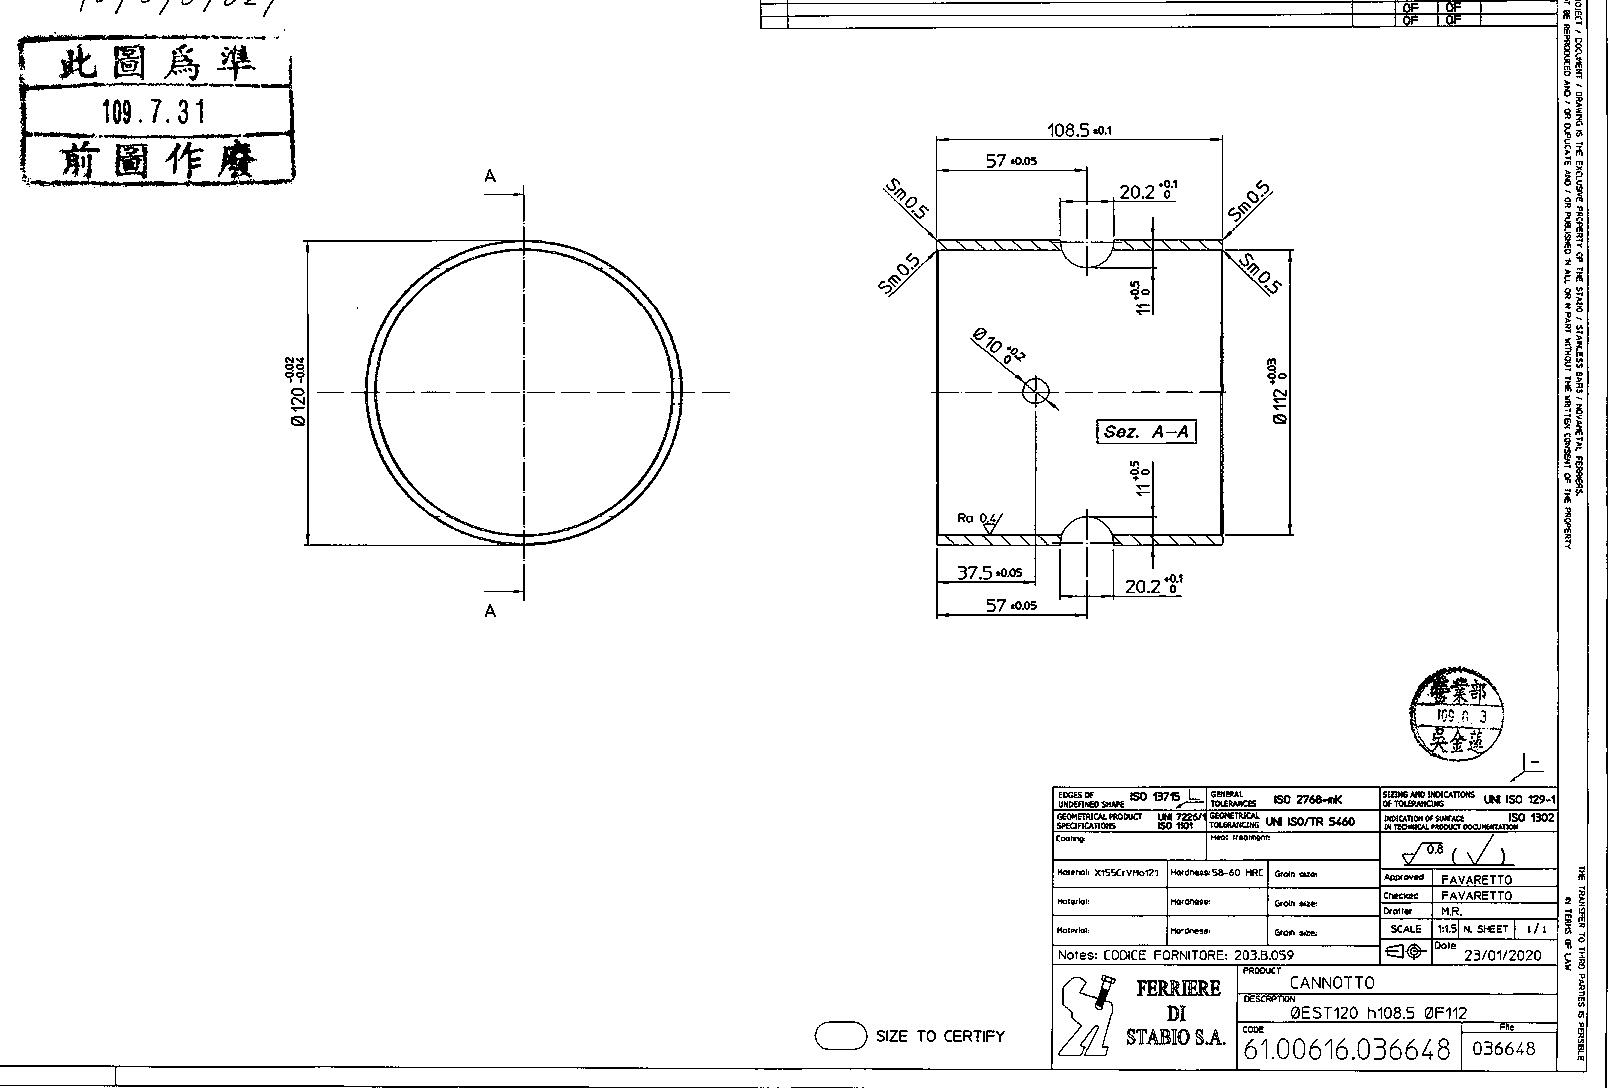 OF OF
OF OF
此圖為準
109.7.31
前圖作廢
108.5 ±0.1
57 ±0.05
20.2 +0.1 0
Sm0.5
Sm0.5
Sm0.5
Sm0.5
11 +0.5 0
A
Ø120 -0.02 -0.04
Ø10 +0.2 0
Ø112 +0.03 0
Sez. A-A
11 +0.5 0
Ra 0.4
37.5 ±0.05
20.2 +0.1 0
57 ±0.05
A
營業部
吳金蓮
EDGES OF UNDEFINED SHAPE ISO 13715
GENERAL TOLERANCES ISO 2768-mK
SIZING AND INDICATIONS OF TOLERANCING UNI ISO 129-1
GEOMETRICAL PRODUCT SPECIFICATIONS UNI 7226/1 ISO 1101
GEOMETRICAL TOLERANCING UNI ISO/TR 5460
INDICATION OF SURFACE IN TECHNICAL PRODUCT DOCUMENTATION ISO 1302
Coating: Heat treatment:
0.8 ( )
Material: X155CrVMo121 Hardness: 58-60 HRC Grain size:
Material: Hardness: Grain size:
Material: Hardness: Grain size:
Approved FAVARETTO
Checked FAVARETTO
Drafter M.R.
SCALE 1:1.5 N. SHEET 1/1
Date 23/01/2020
Notes: CODICE FORNITORE: 203.B.059
FERRIERE
DI
STABIO S.A.
PRODUCT
CANNOTTO
DESCRIPTION
ØEST120 h108.5 ØF112
CODE
61.00616.036648
File
036648
SIZE TO CERTIFY
PROJECT / DOCUMENT / DRAWING IS THE EXCLUSIVE PROPERTY OF THE STABIO / STAINLESS BARS / NOVAMETAL FERRIERS.
BE REPRODUCED AND / OR DUPLICATE AND / OR PUBLISHED IN ALL OR IN PART WITHOUT THE WRITTEN CONSENT OF THE PROPERTY
THE TRANSFER TO THIRD PARTIES IS PERSIBLE
IN TERMS OF LAW